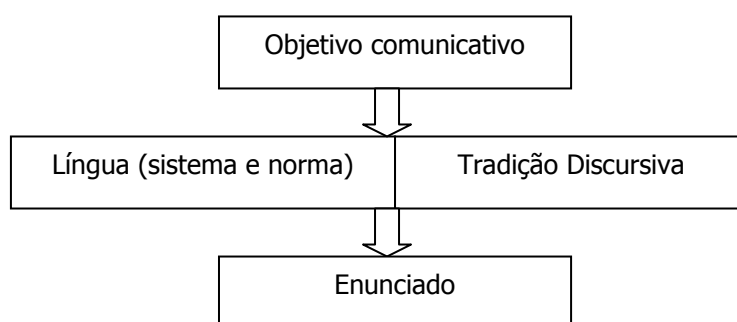 Objetivo comunicativo
Língua (sistema e norma) Tradição Discursiva
Enunciado